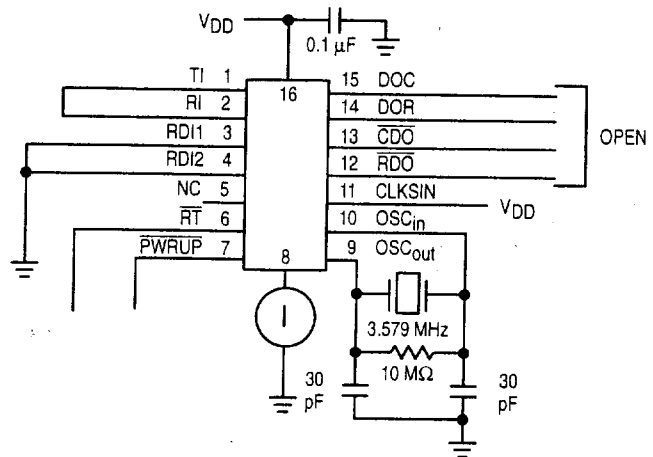 VDD
0.1 µF
16
TI 1
RI 2
RDI1 3
RDI2 4
NC 5
RT 6
PWRUP 7
8
15 DOC
14 DOR
13 CDO
12 RDO
11 CLKSIN
10 OSCin
9 OSCout
OPEN
VDD
I
3.579 MHz
10 MΩ
30
pF
30
pF